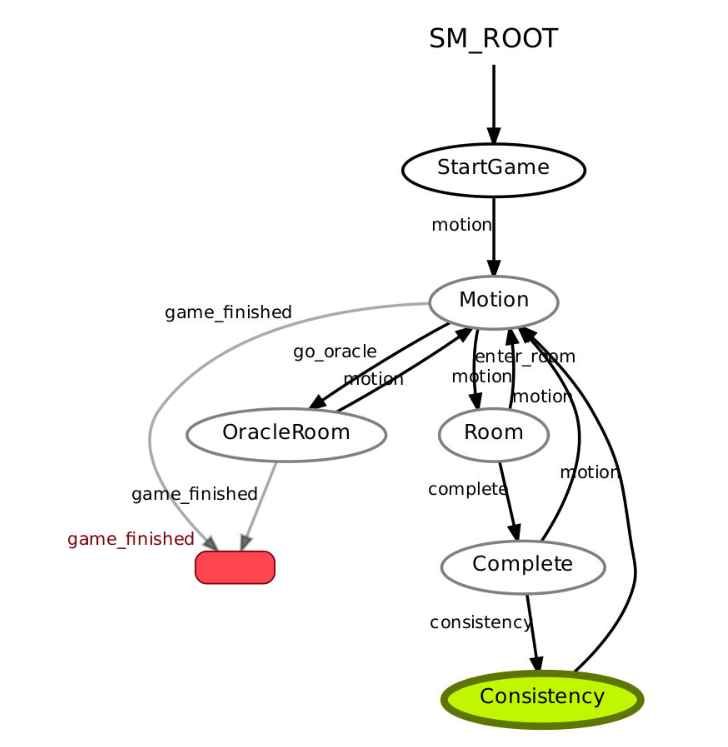 SM_ROOT
StartGame
motion
Motion
game_finished
go_oracle
enter_room
motion
motion
motion
OracleRoom
Room
motion
complete
game_finished
game_finished
Complete
consistency
Consistency